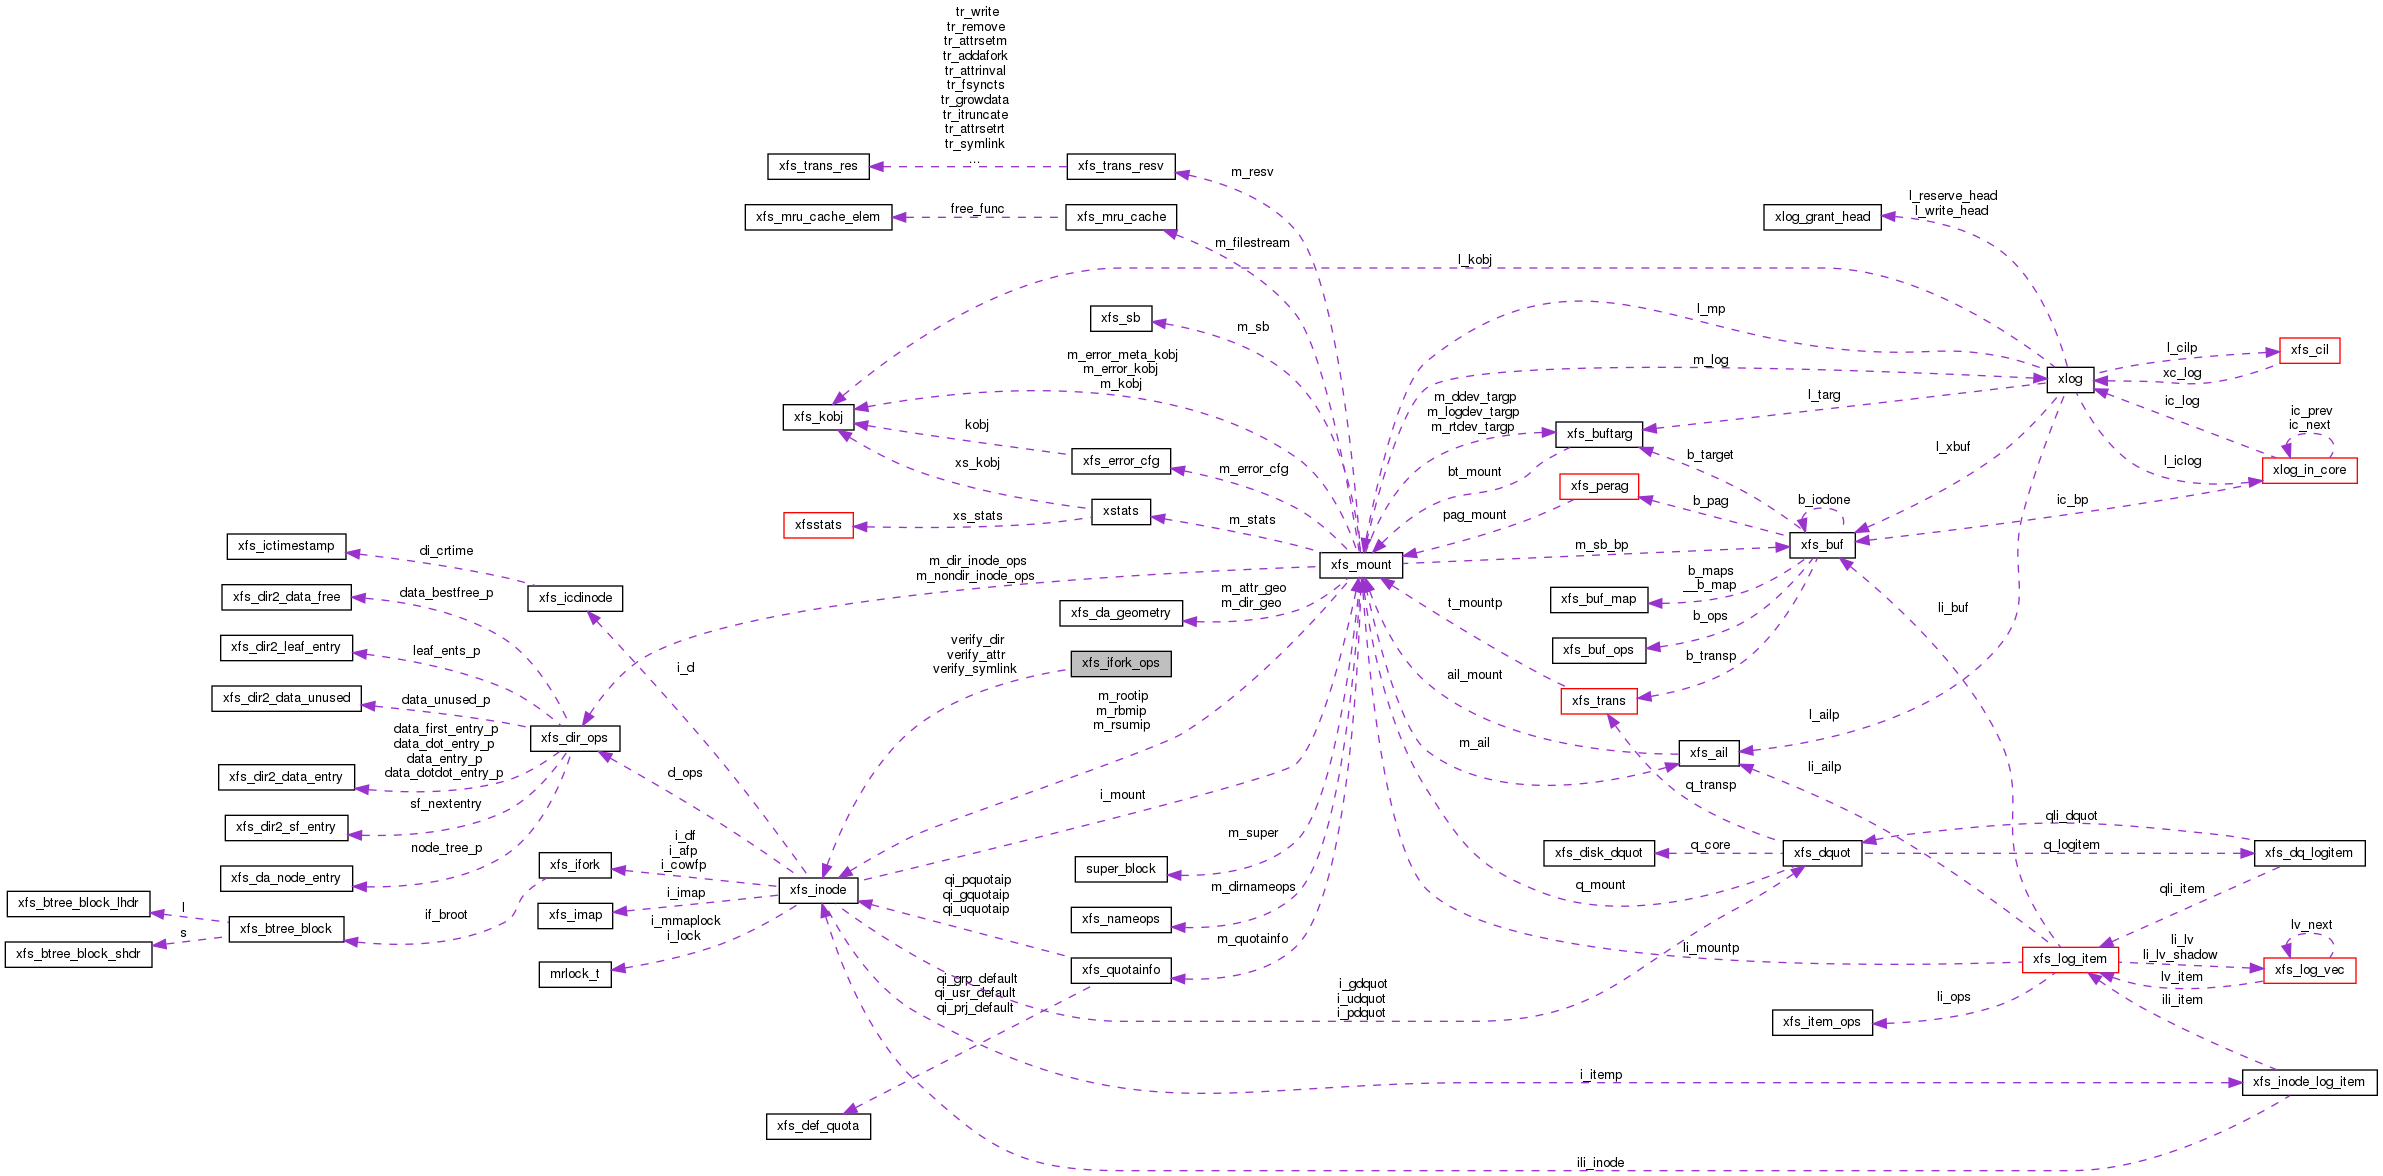 tr_write
tr_remove
tr_attrsetm
tr_addafork
tr_attrinval
tr_fsyncts
tr_growdata
tr_itruncate
tr_attrsetrt
tr_symlink
...
xfs_trans_res
xfs_trans_resv
m_resv
xfs_mru_cache_elem
free_func
xfs_mru_cache
m_filestream
xlog_grant_head
l_reserve_head
l_write_head
l_kobj
xfs_sb
m_sb
l_mp
m_error_meta_kobj
m_error_kobj
m_kobj
m_log
xlog
l_cilp
xc_log
xfs_cil
xfs_kobj
kobj
xs_kobj
xfs_error_cfg
m_error_cfg
m_ddev_targp
m_logdev_targp
m_rtdev_targp
xfs_buftarg
l_targ
ic_log
ic_prev
ic_next
xlog_in_core
l_iclog
l_xbuf
b_target
bt_mount
xfs_perag
b_pag
b_iodone
ic_bp
xfsstats
xs_stats
xstats
m_stats
pag_mount
xfs_mount
m_sb_bp
xfs_buf
xfs_ictimestamp
di_crtime
m_dir_inode_ops
m_nondir_inode_ops
xfs_icdinode
xfs_dir2_data_free
data_bestfree_p
xfs_da_geometry
m_attr_geo
m_dir_geo
t_mountp
xfs_buf_map
b_maps
__b_map
b_ops
li_buf
xfs_dir2_leaf_entry
leaf_ents_p
verify_dir
verify_attr
verify_symlink
xfs_ifork_ops
xfs_buf_ops
b_transp
i_d
ail_mount
xfs_dir2_data_unused
data_unused_p
m_rootip
m_rbmip
m_rsumip
xfs_trans
l_ailp
xfs_dir_ops
data_first_entry_p
data_dot_entry_p
data_entry_p
data_dotdot_entry_p
xfs_dir2_data_entry
d_ops
m_ail
xfs_ail
li_ailp
i_mount
q_transp
xfs_dir2_sf_entry
sf_nextentry
m_super
qli_dquot
xfs_da_node_entry
node_tree_p
xfs_ifork
i_df
i_afp
i_cowfp
xfs_inode
super_block
xfs_disk_dquot
q_core
xfs_dquot
q_logitem
xfs_dq_logitem
xfs_btree_block_lhdr
l
xfs_btree_block
s
xfs_btree_block_shdr
if_broot
xfs_imap
i_imap
i_mmaplock
i_lock
mrlock_t
qi_pquotaip
qi_gquotaip
qi_uquotaip
m_dirnameops
xfs_nameops
q_mount
qli_item
m_quotainfo
xfs_quotainfo
li_mountp
xfs_log_item
li_lv
li_lv_shadow
lv_item
lv_next
xfs_log_vec
qi_grp_default
qi_usr_default
qi_prj_default
i_gdquot
i_udquot
i_pdquot
li_ops
ili_item
xfs_item_ops
i_itemp
xfs_inode_log_item
xfs_def_quota
ili_inode